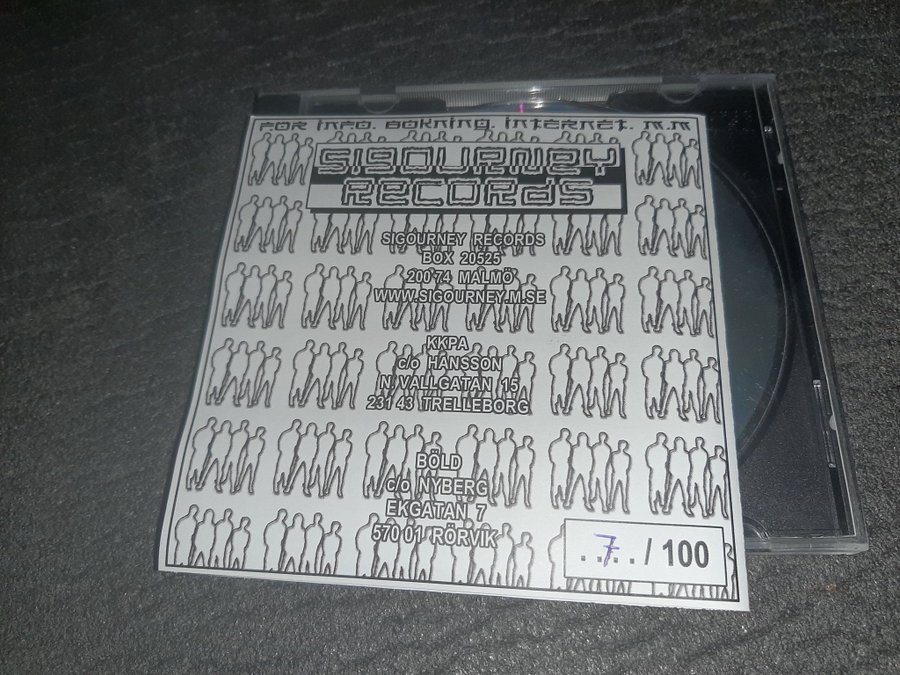 FOR INFO. BOKNING. INTERNET. M.M
SIGOURNEY
RECORDS
SIGOURNEY RECORDS
BOX 20525
200 74 MALMÖ
WWW.SIGOURNEY.M.SE
KKPA
c/o HANSSON
N. VALLGATAN 15
231 43 TRELLEBORG
BÖLD
c/o NYBERG
EKGATAN 7
570 01 RÖRVIK
.7.. / 100